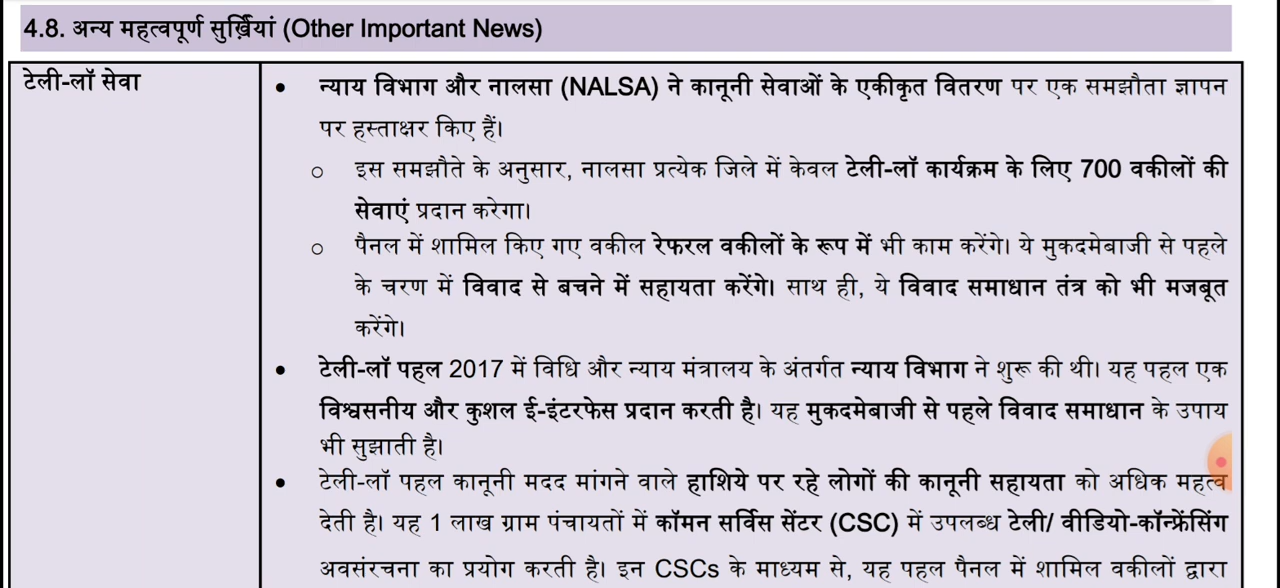 4.8. अन्य महत्वपूर्ण सुर्ख़ियां (Other Important News)
टेली-लॉ सेवा
• न्याय विभाग और नालसा (NALSA) ने कानूनी सेवाओं के एकीकृत वितरण पर एक समझौता ज्ञापन
पर हस्ताक्षर किए हैं।
o इस समझौते के अनुसार, नालसा प्रत्येक जिले में केवल टेली-लॉ कार्यक्रम के लिए 700 वकीलों की
सेवाएं प्रदान करेगा।
o पैनल में शामिल किए गए वकील रेफरल वकीलों के रूप में भी काम करेंगे। ये मुकदमेबाजी से पहले
के चरण में विवाद से बचने में सहायता करेंगे। साथ ही, ये विवाद समाधान तंत्र को भी मजबूत
करेंगे।
• टेली-लॉ पहल 2017 में विधि और न्याय मंत्रालय के अंतर्गत न्याय विभाग ने शुरू की थी। यह पहल एक
विश्वसनीय और कुशल ई-इंटरफेस प्रदान करती है। यह मुकदमेबाजी से पहले विवाद समाधान के उपाय
भी सुझाती है।
• टेली-लॉ पहल कानूनी मदद मांगने वाले हाशिये पर रहे लोगों की कानूनी सहायता को अधिक महत्व
देती है। यह 1 लाख ग्राम पंचायतों में कॉमन सर्विस सेंटर (CSC) में उपलब्ध टेली/ वीडियो-कॉन्फ्रेंसिंग
अवसंरचना का प्रयोग करती है। इन CSCs के माध्यम से, यह पहल पैनल में शामिल वकीलों द्वारा